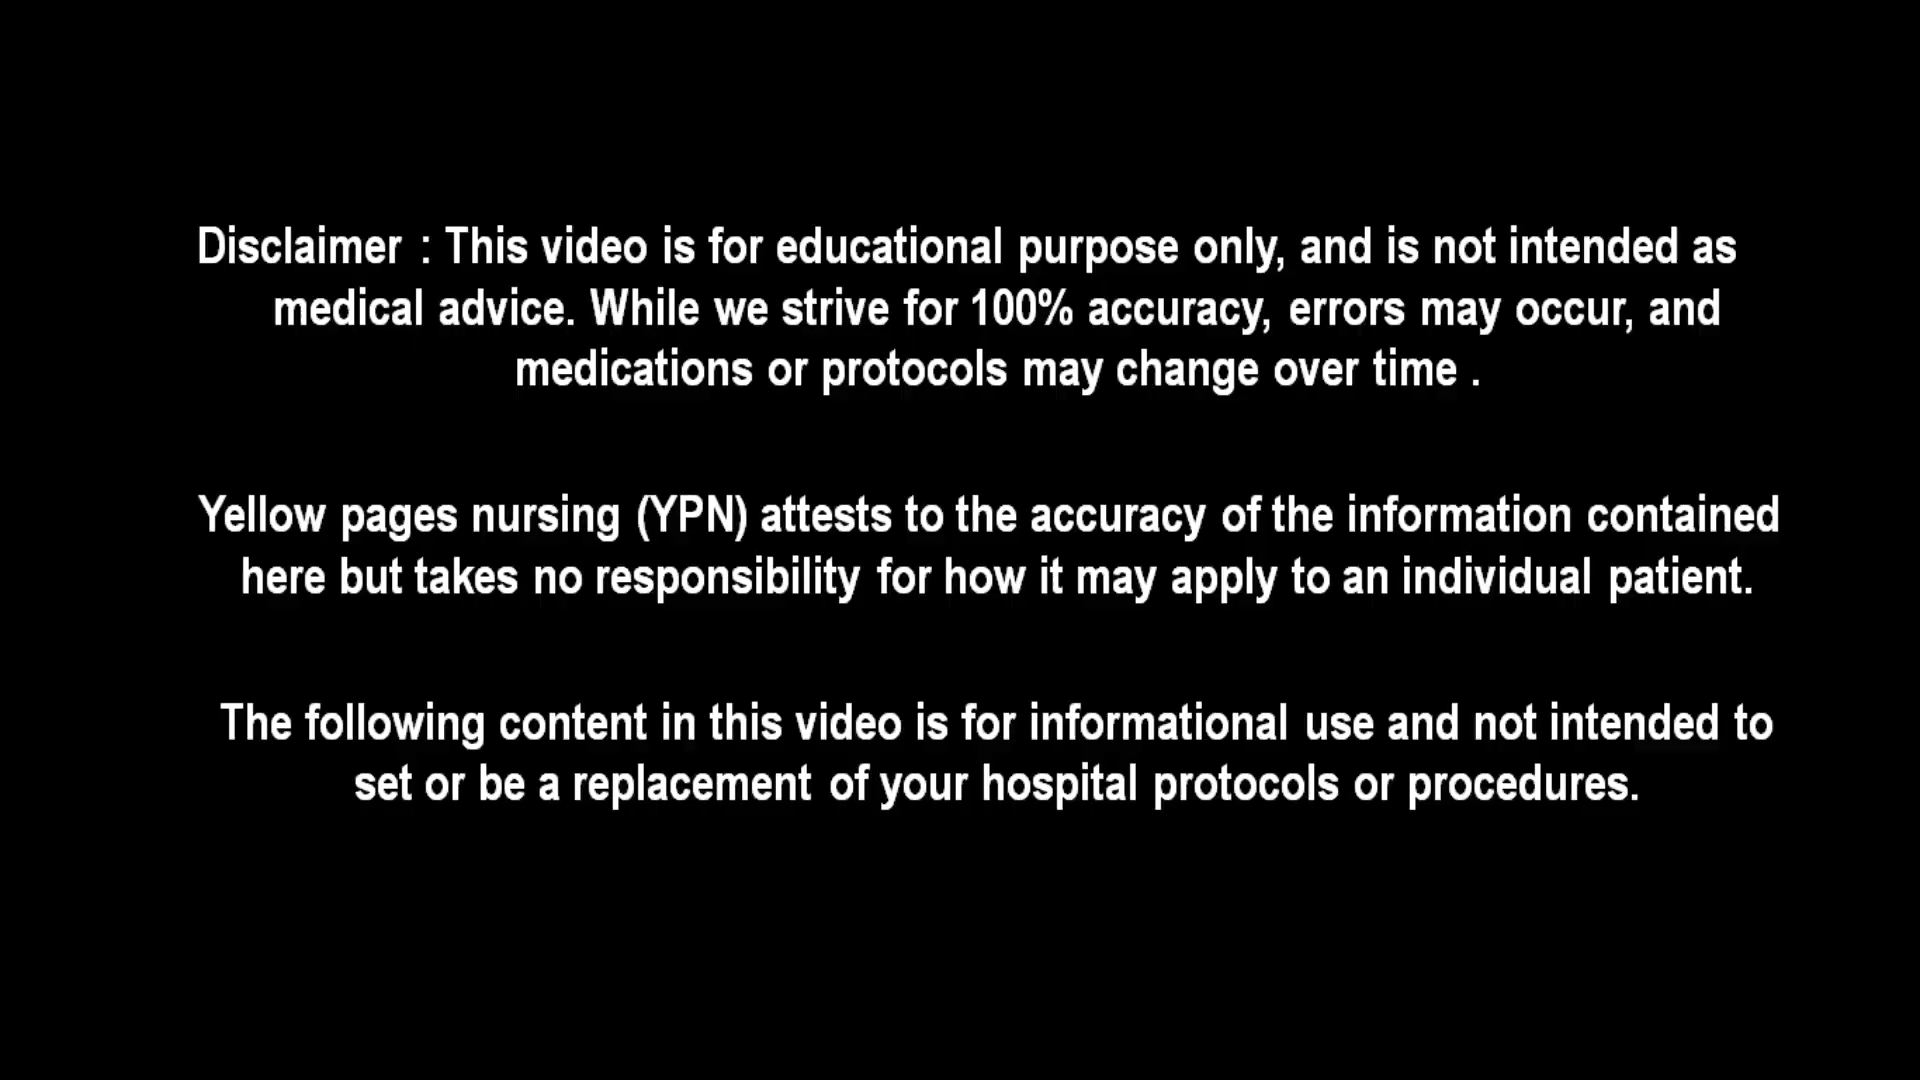 Disclaimer : This video is for educational purpose only, and is not intended as
medical advice. While we strive for 100% accuracy, errors may occur, and
medications or protocols may change over time .
Yellow pages nursing (YPN) attests to the accuracy of the information contained
here but takes no responsibility for how it may apply to an individual patient.
The following content in this video is for informational use and not intended to
set or be a replacement of your hospital protocols or procedures.